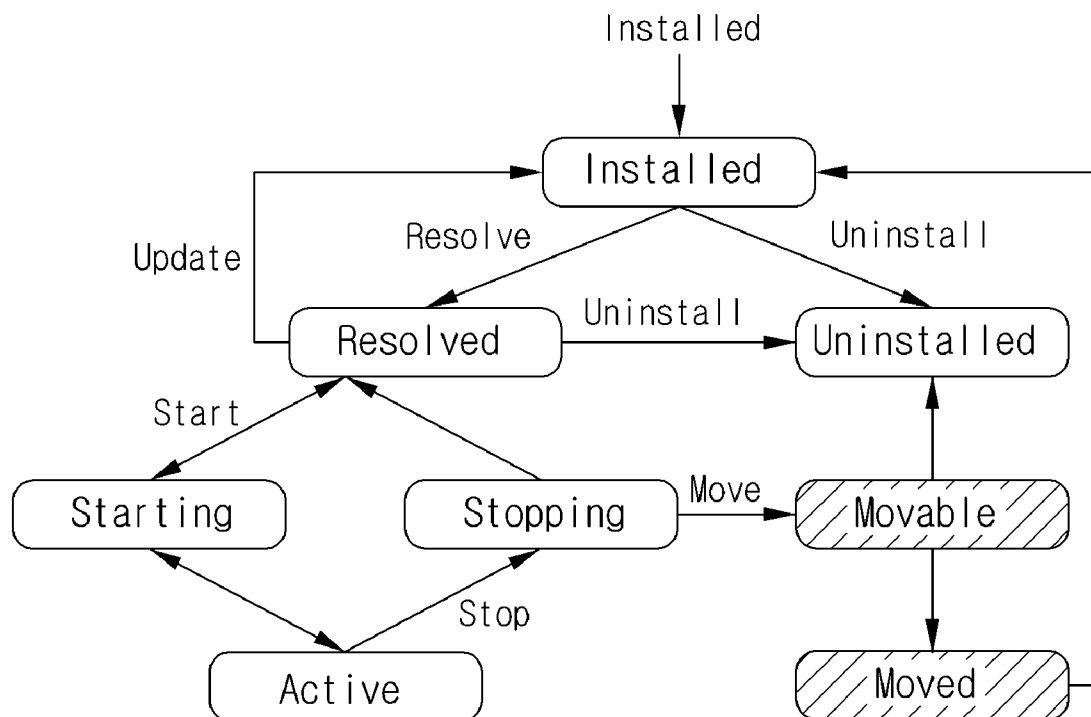 Installed
Installed
Resolve
Uninstall
Update
Uninstall
Resolved
Uninstalled
Start
Move
Starting
Stopping
Movable
Stop
Active
Moved